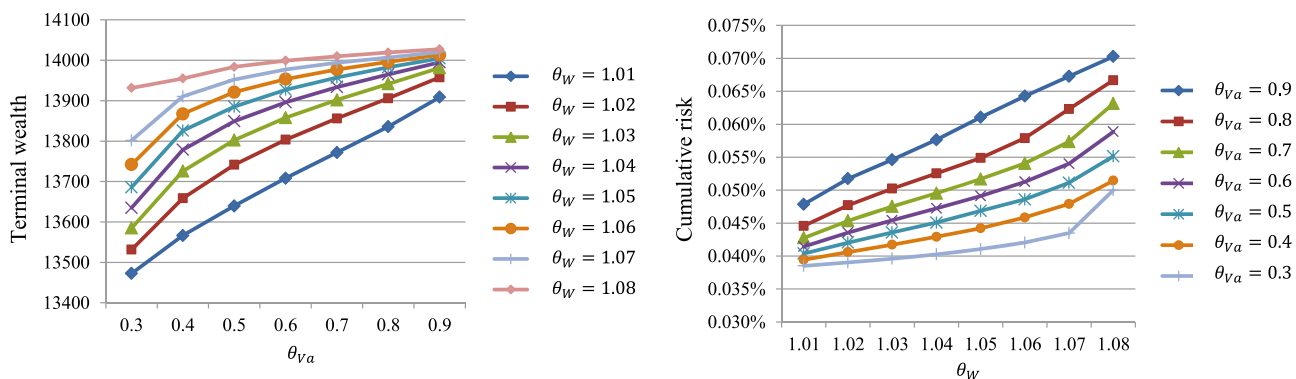 14100
14000
13900
13800
13700
13600
13500
13400
Terminal wealth
0.3 0.4 0.5 0.6 0.7 0.8 0.9
θ_Va
θ_W = 1.01
θ_W = 1.02
θ_W = 1.03
θ_W = 1.04
θ_W = 1.05
θ_W = 1.06
θ_W = 1.07
θ_W = 1.08
0.075%
0.070%
0.065%
0.060%
0.055%
0.050%
0.045%
0.040%
0.035%
0.030%
Cumulative risk
1.01 1.02 1.03 1.04 1.05 1.06 1.07 1.08
θ_W
θ_Va = 0.9
θ_Va = 0.8
θ_Va = 0.7
θ_Va = 0.6
θ_Va = 0.5
θ_Va = 0.4
θ_Va = 0.3